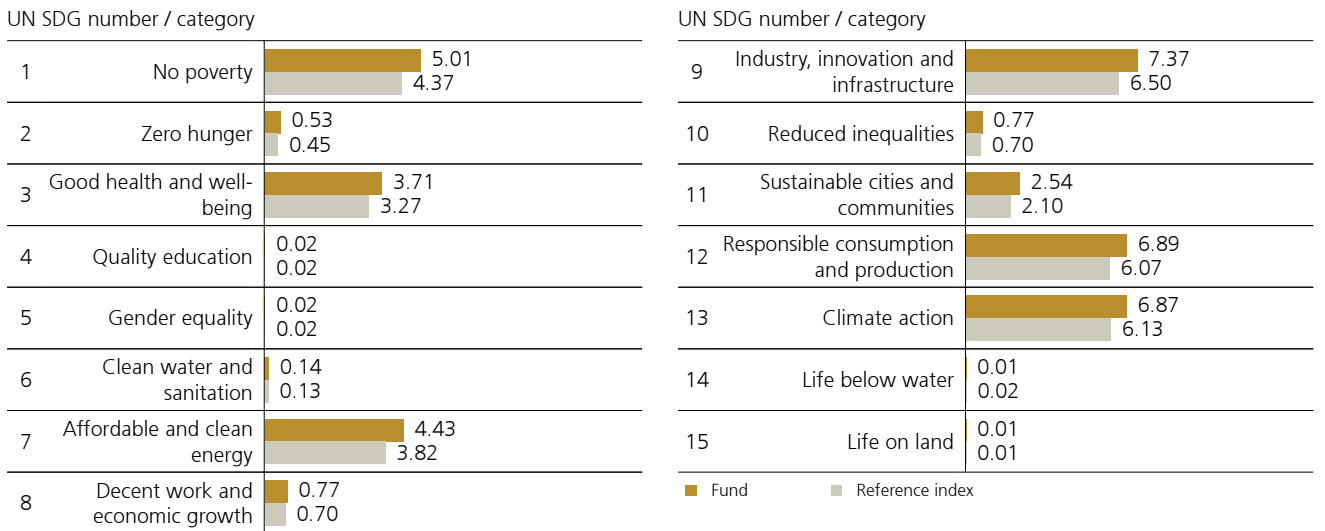 UN SDG number / category
1 No poverty 5.01
4.37
2 Zero hunger 0.53
0.45
3 Good health and well-
being 3.71
3.27
4 Quality education 0.02
0.02
5 Gender equality 0.02
0.02
6 Clean water and
sanitation 0.14
0.13
7 Affordable and clean
energy 4.43
3.82
8 Decent work and
economic growth 0.77
0.70
UN SDG number / category
9 Industry, innovation and
infrastructure 7.37
6.50
10 Reduced inequalities 0.77
0.70
11 Sustainable cities and
communities 2.54
2.10
12 Responsible consumption
and production 6.89
6.07
13 Climate action 6.87
6.13
14 Life below water 0.01
0.02
15 Life on land 0.01
0.01
Fund Reference index